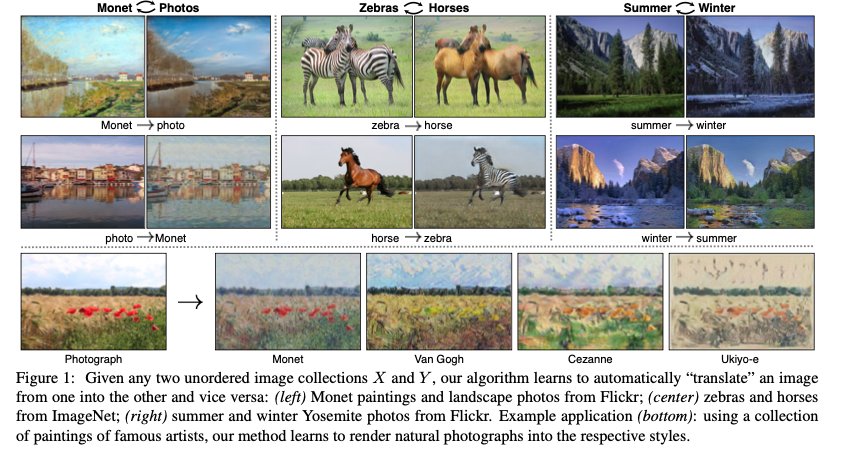 Monet ⟳ Photos
Zebras ⟳ Horses
Summer ⟳ Winter
Monet → photo
zebra → horse
summer → winter
photo → Monet
horse → zebra
winter → summer
Photograph
Monet
Van Gogh
Cezanne
Ukiyo-e
Figure 1: Given any two unordered image collections X and Y, our algorithm learns to automatically “translate” an image
from one into the other and vice versa: (left) Monet paintings and landscape photos from Flickr; (center) zebras and horses
from ImageNet; (right) summer and winter Yosemite photos from Flickr. Example application (bottom): using a collection
of paintings of famous artists, our method learns to render natural photographs into the respective styles.